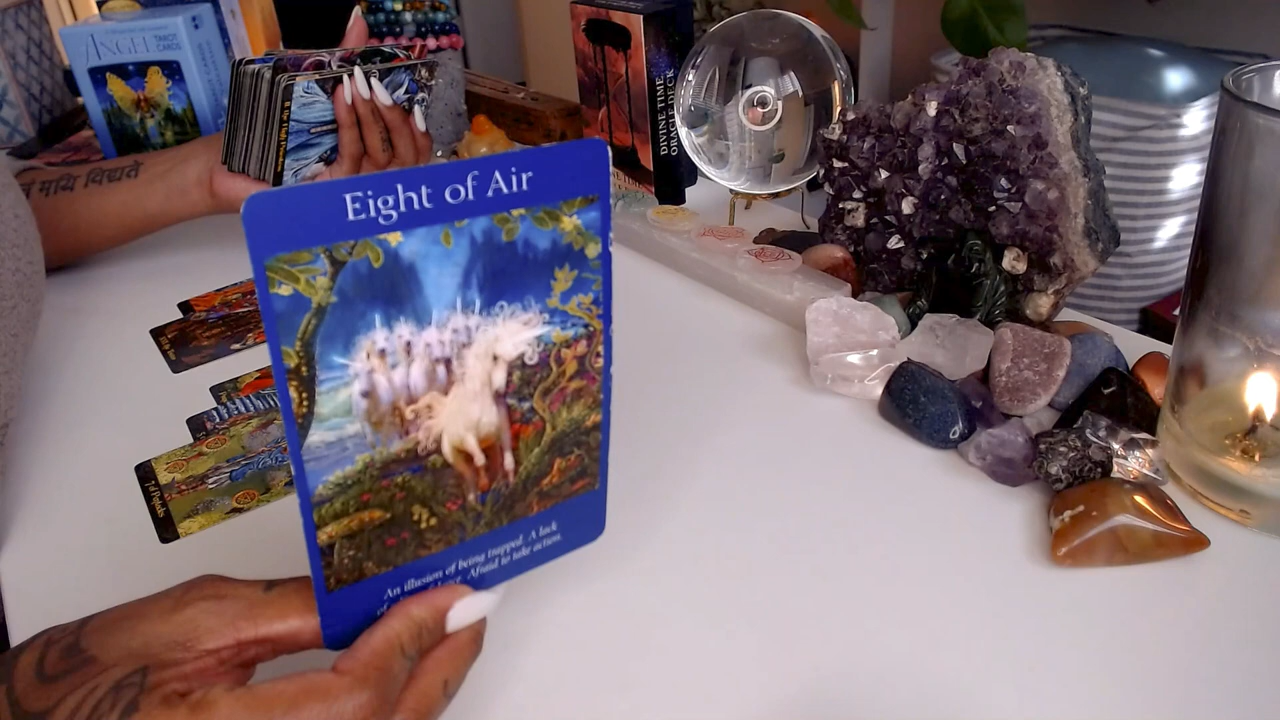 ANGEL
TAROT
CARDS
DIVINE TIME
ORACLE DECK
मयि विद्यते
Eight of Air
7 of Pentacles
An illusion of being trapped. A lack
of
Afraid to take action.